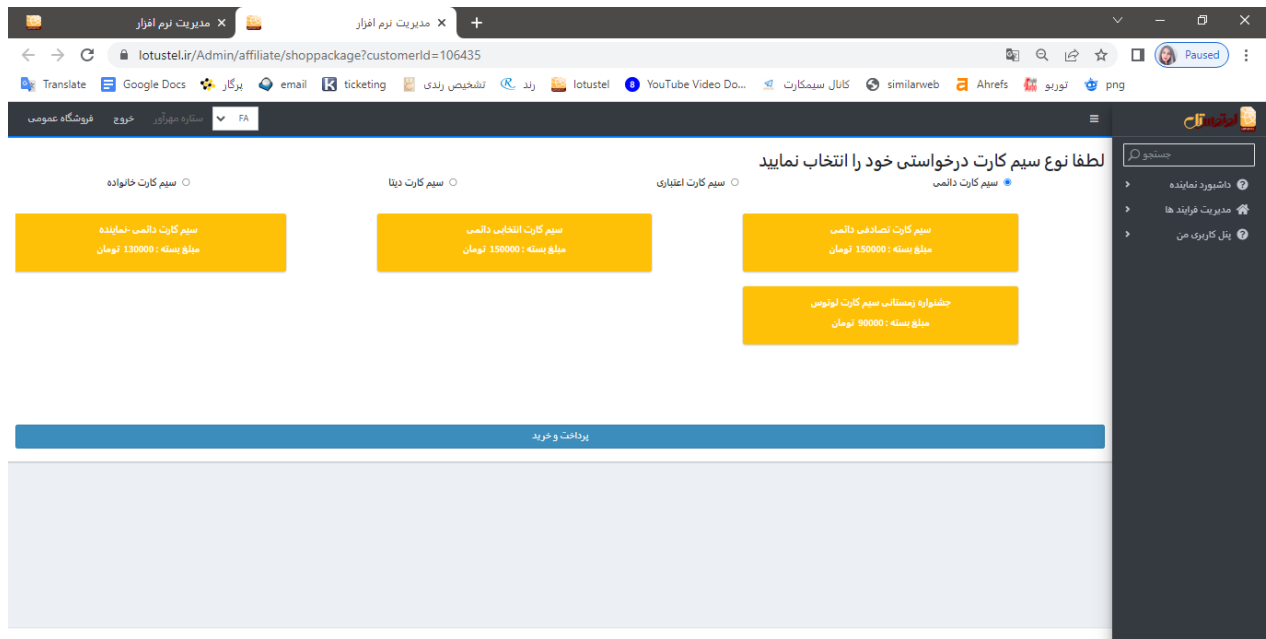 مدیریت نرم افزار
مدیریت نرم افزار
lotustel.ir/Admin/affiliate/shoppackage?customerId=106435
Paused
Translate
Google Docs
پرگار
email
ticketing
تشخیص رندی
رند
lotustel
YouTube Video Do...
کانال سیمکارت
similarweb
Ahrefs
توربو
png
لوتوس تل
FA
ستاره مهرآور
خروج
فروشگاه عمومی
جستجو
داشبورد نماینده
مدیریت فرایند ها
پنل کاربری من
لطفا نوع سیم کارت درخواستی خود را انتخاب نمایید
سیم کارت دائمی
سیم کارت اعتباری
سیم کارت دیتا
سیم کارت خانواده
سیم کارت تصادفی دائمی
مبلغ بسته : 150000 تومان
سیم کارت انتخابی دائمی
مبلغ بسته : 150000 تومان
سیم کارت دائمی -نماینده
مبلغ بسته : 130000 تومان
جشنواره زمستانی سیم کارت لوتوس
مبلغ بسته : 90000 تومان
پرداخت و خرید